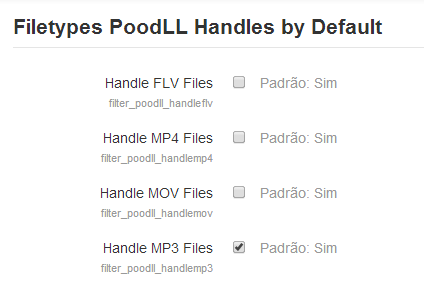 Filetypes PoodLL Handles by Default
Handle FLV Files Padrão: Sim
filter_poodll_handleflv
Handle MP4 Files Padrão: Sim
filter_poodll_handlemp4
Handle MOV Files Padrão: Sim
filter_poodll_handlemov
Handle MP3 Files Padrão: Sim
filter_poodll_handlemp3